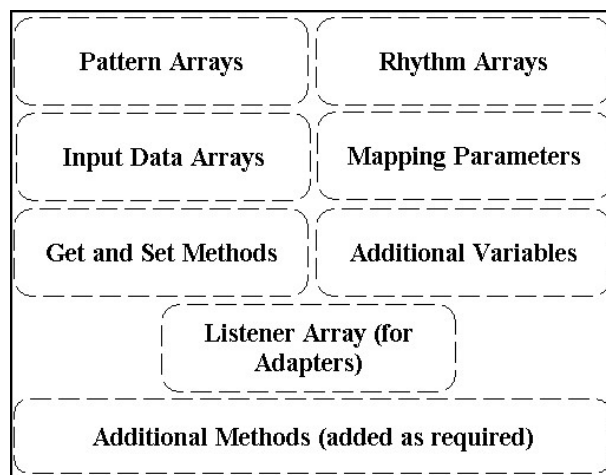 Pattern Arrays
Rhythm Arrays
Input Data Arrays
Mapping Parameters
Get and Set Methods
Additional Variables
Listener Array (for
Adapters)
Additional Methods (added as required)